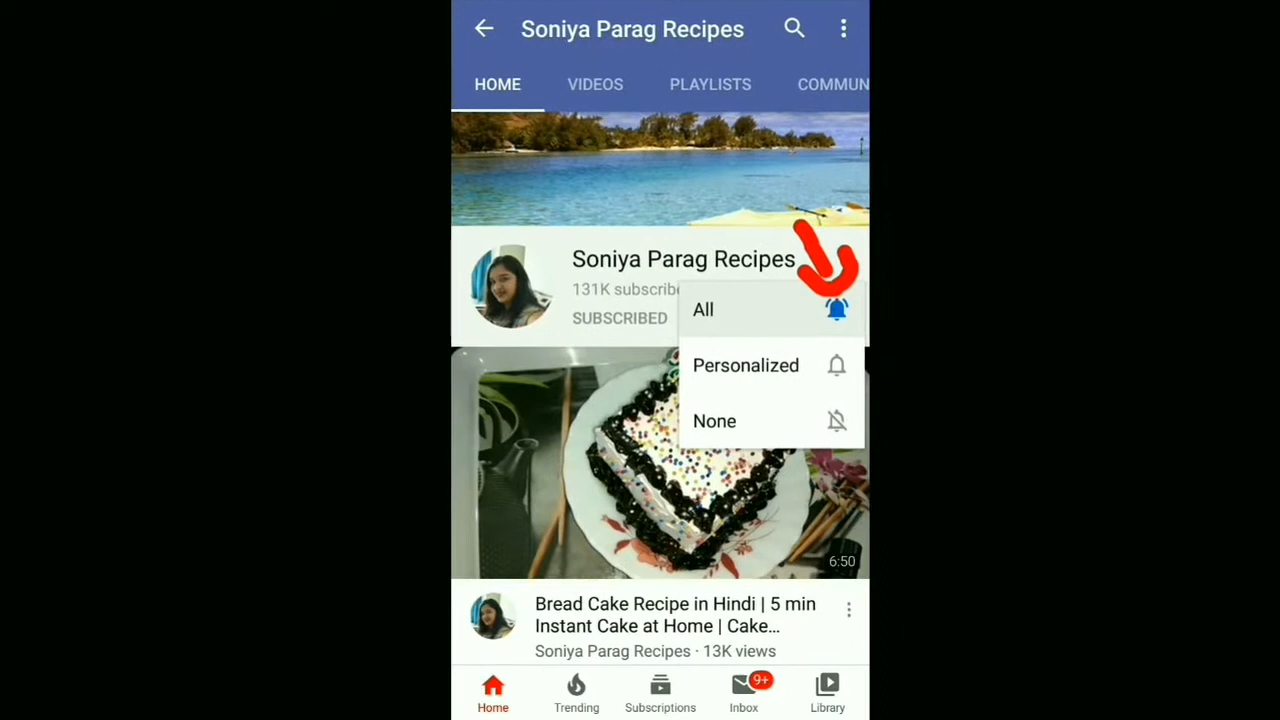 Soniya Parag Recipes
HOME VIDEOS PLAYLISTS COMMUN
Soniya Parag Recipes
131K subscribe
SUBSCRIBED
All
Personalized
None
6:50
Bread Cake Recipe in Hindi | 5 min
Instant Cake at Home | Cake...
Soniya Parag Recipes · 13K views
9+
Home Trending Subscriptions Inbox Library